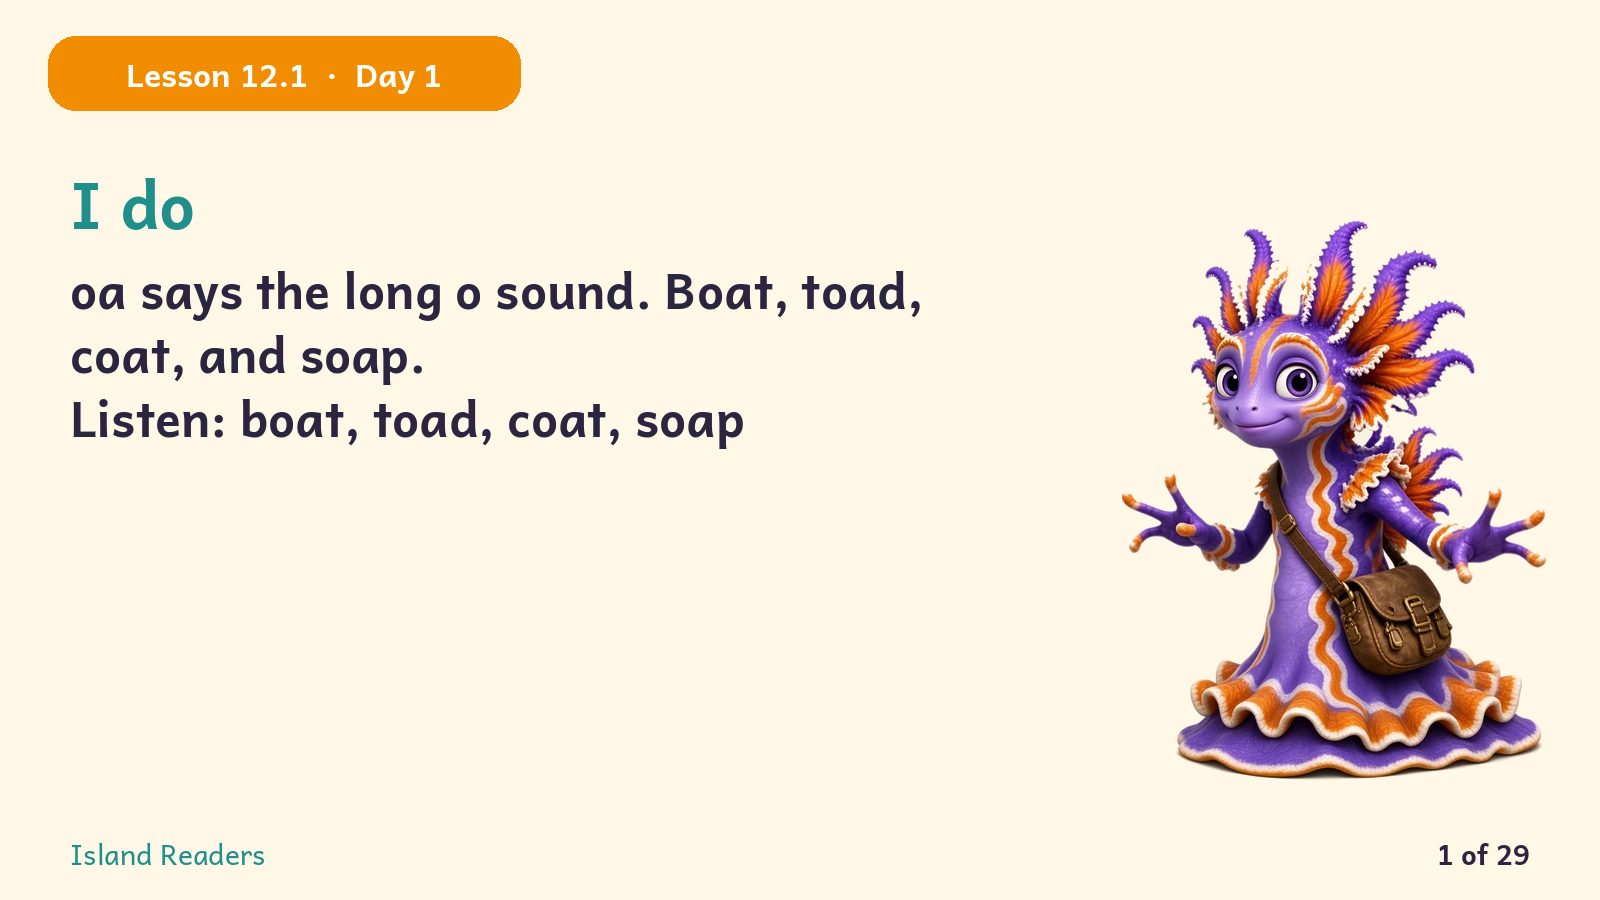 Lesson 12.1 · Day 1
I do
oa says the long o sound. Boat, toad,
coat, and soap.
Listen: boat, toad, coat, soap
Island Readers
1 of 29